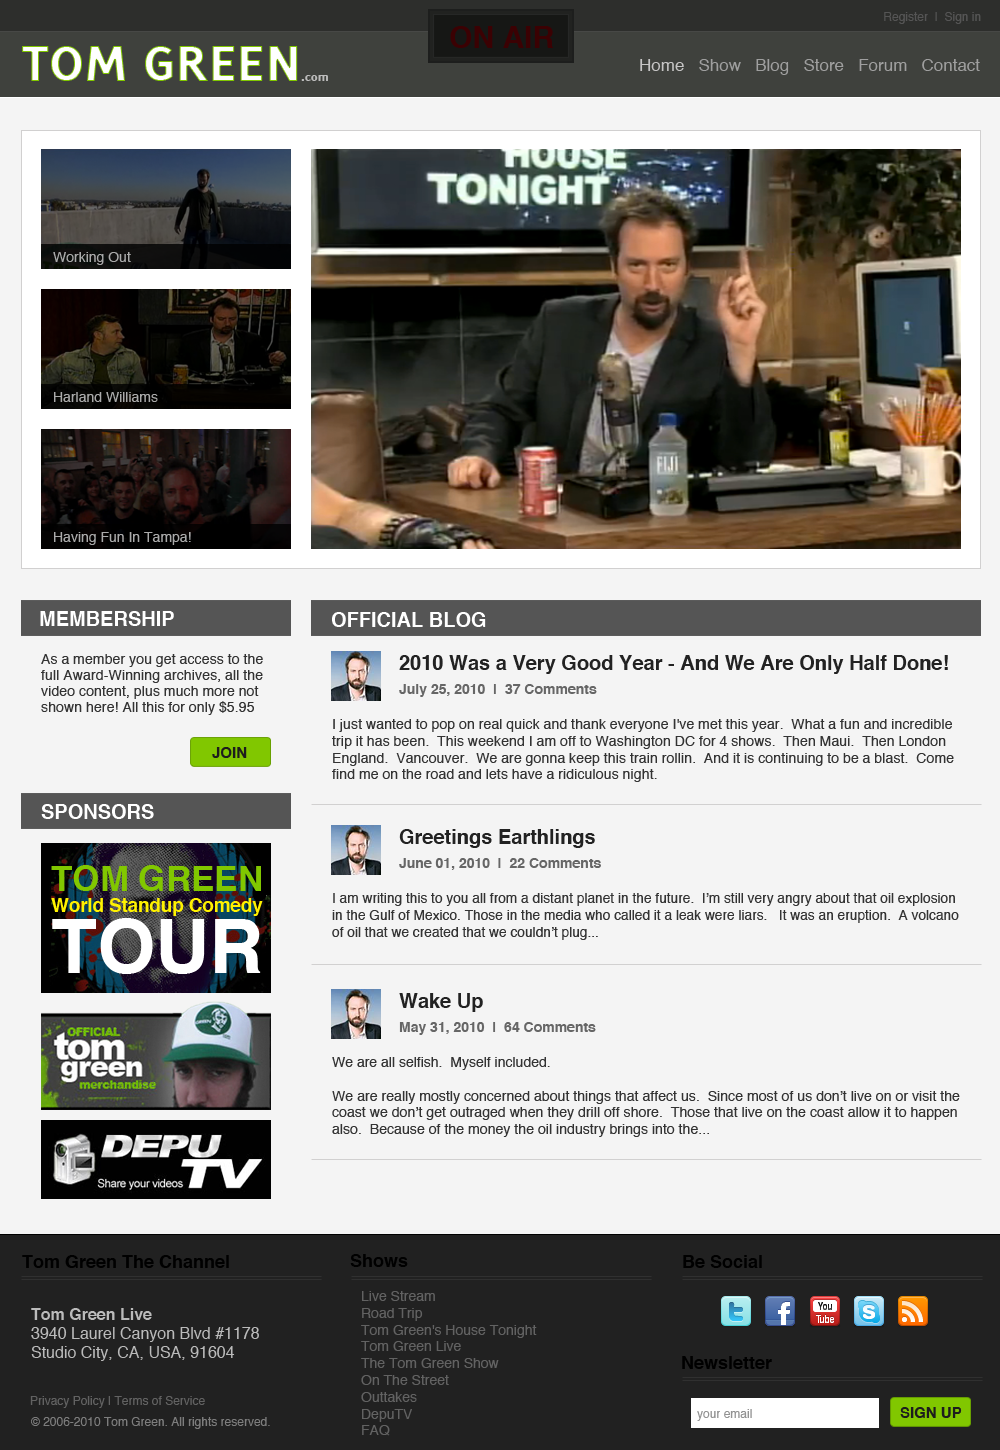 Register | Sign in
ON AIR
TOM GREEN.com
Home Show Blog Store Forum Contact
Working Out
Harland Williams
Having Fun In Tampa!
HOUSE
TONIGHT
FIJI
MEMBERSHIP
As a member you get access to the
full Award-Winning archives, all the
video content, plus much more not
shown here! All this for only $5.95
JOIN
SPONSORS
TOM GREEN
World Standup Comedy
TOUR
OFFICIAL
tom
green
merchandise
DEPU
TV
Share your videos
OFFICIAL BLOG
2010 Was a Very Good Year - And We Are Only Half Done!
July 25, 2010 | 37 Comments
I just wanted to pop on real quick and thank everyone I've met this year. What a fun and incredible
trip it has been. This weekend I am off to Washington DC for 4 shows. Then Maui. Then London
England. Vancouver. We are gonna keep this train rollin. And it is continuing to be a blast. Come
find me on the road and lets have a ridiculous night.
Greetings Earthlings
June 01, 2010 | 22 Comments
I am writing this to you all from a distant planet in the future. I'm still very angry about that oil explosion
in the Gulf of Mexico. Those in the media who called it a leak were liars. It was an eruption. A volcano
of oil that we created that we couldn't plug...
Wake Up
May 31, 2010 | 64 Comments
We are all selfish. Myself included.
We are really mostly concerned about things that affect us. Since most of us don't live on or visit the
coast we don't get outraged when they drill off shore. Those that live on the coast allow it to happen
also. Because of the money the oil industry brings into the...
Tom Green The Channel
Tom Green Live
3940 Laurel Canyon Blvd #1178
Studio City, CA, USA, 91604
Privacy Policy | Terms of Service
© 2006-2010 Tom Green. All rights reserved.
Shows
Live Stream
Road Trip
Tom Green's House Tonight
Tom Green Live
The Tom Green Show
On The Street
Outtakes
DepuTV
FAQ
Be Social
You
Tube
Newsletter
your email
SIGN UP